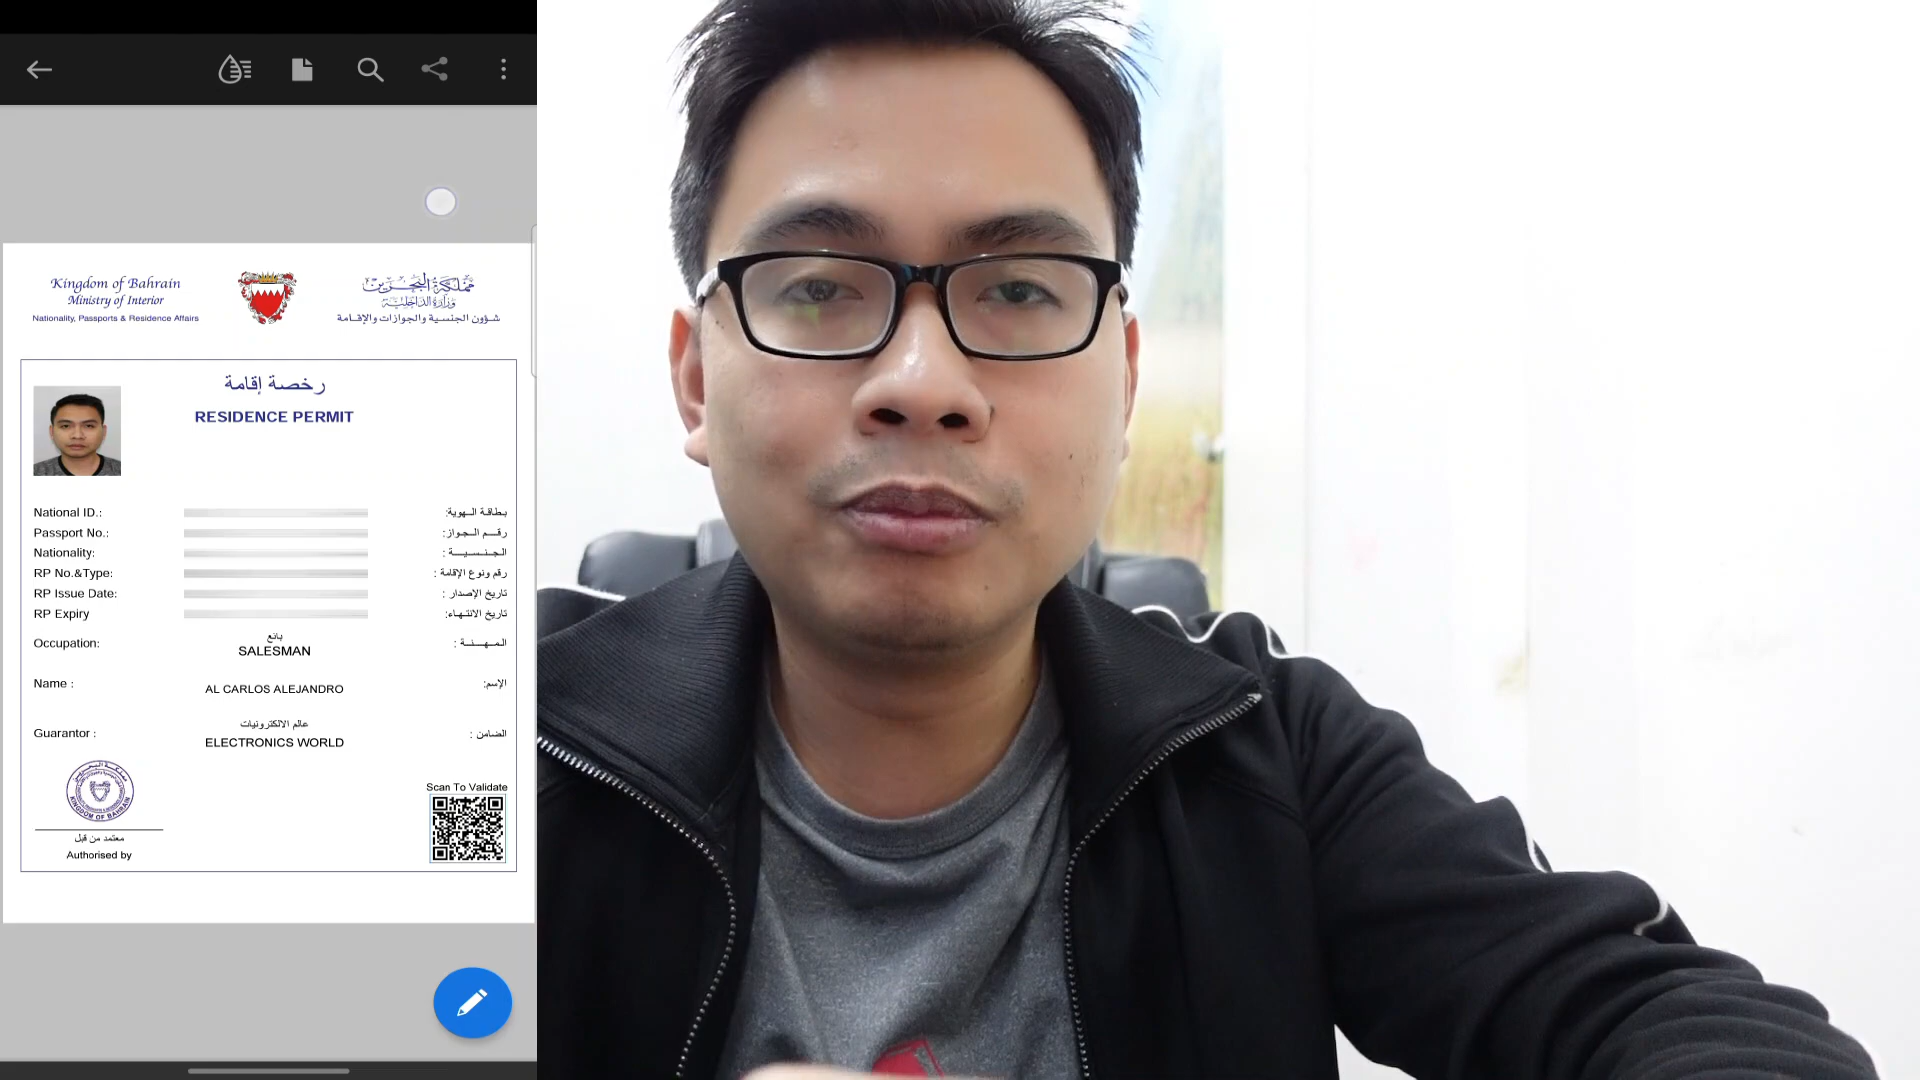 Kingdom of Bahrain
Ministry of Interior
Nationality, Passports & Residence Affairs
مملكة البحرين
وزارة الداخلية
شؤون الجنسية والجوازات والإقامة
رخصة إقامة
RESIDENCE PERMIT
National ID.: بطاقة الهوية:
Passport No.: رقم الجواز:
Nationality: الجنسية :
RP No.&Type: رقم ونوع الإقامة :
RP Issue Date: تاريخ الإصدار :
RP Expiry تاريخ الانتهاء:
بائع
Occupation: SALESMAN المهنة :
Name : AL CARLOS ALEJANDRO الإسم:
عالم الالكترونيات
Guarantor : ELECTRONICS WORLD الضامن :
KINGDOM OF BAHRAIN
Scan To Validate
معتمد من قبل
Authorised by